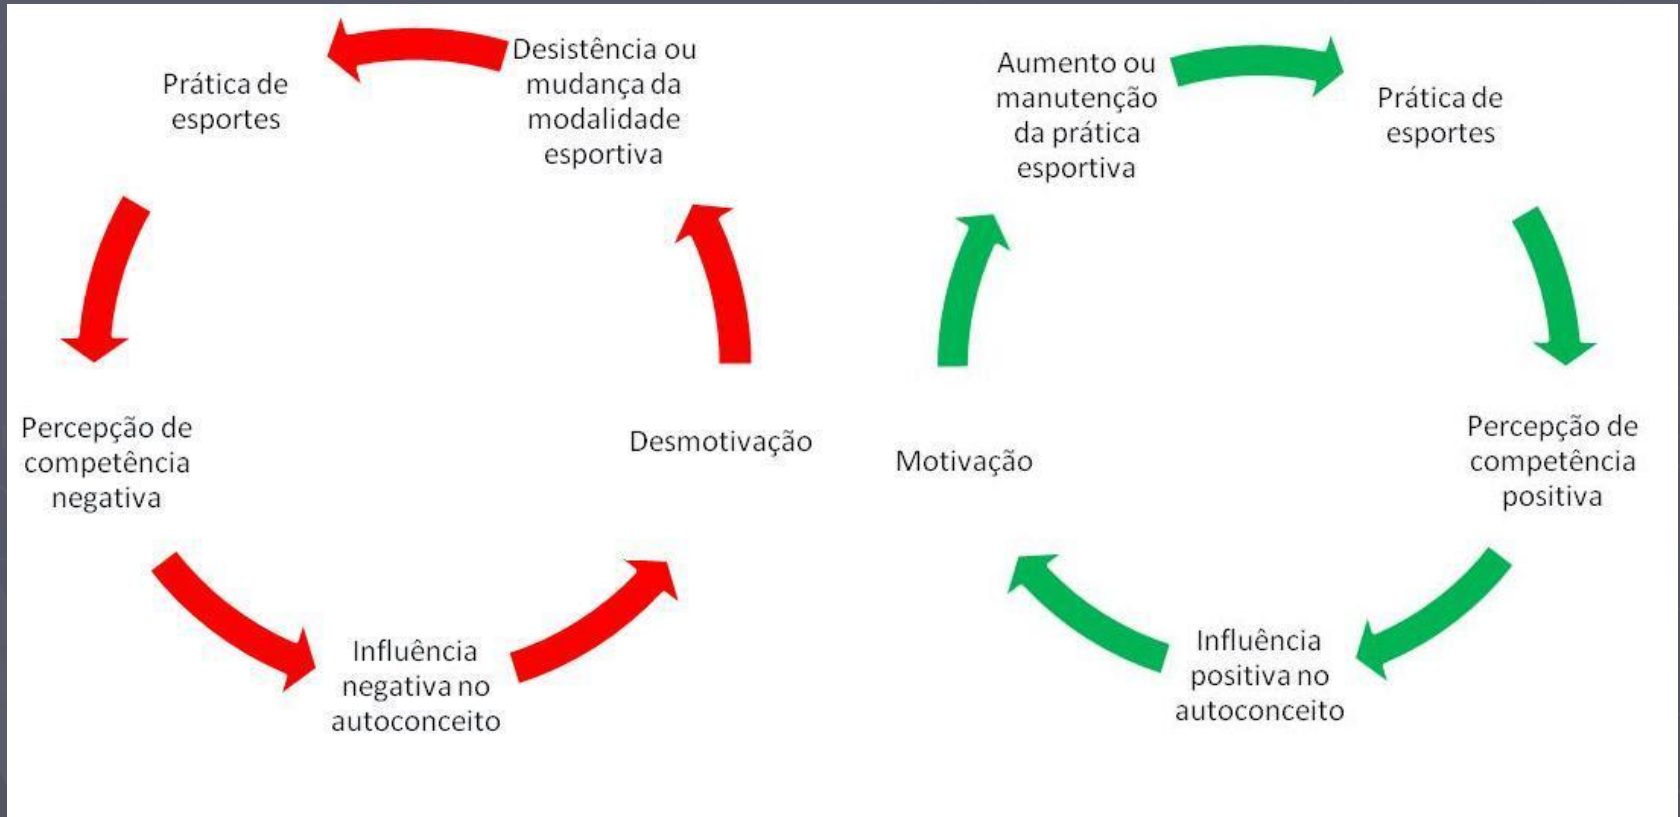 Prática de
esportes
Desistência ou
mudança da
modalidade
esportiva
Percepção de
competência
negativa
Desmotivação
Influência
negativa no
autoconceito
Aumento ou
manutenção
da prática
esportiva
Prática de
esportes
Motivação
Percepção de
competência
positiva
Influência
positiva no
autoconceito